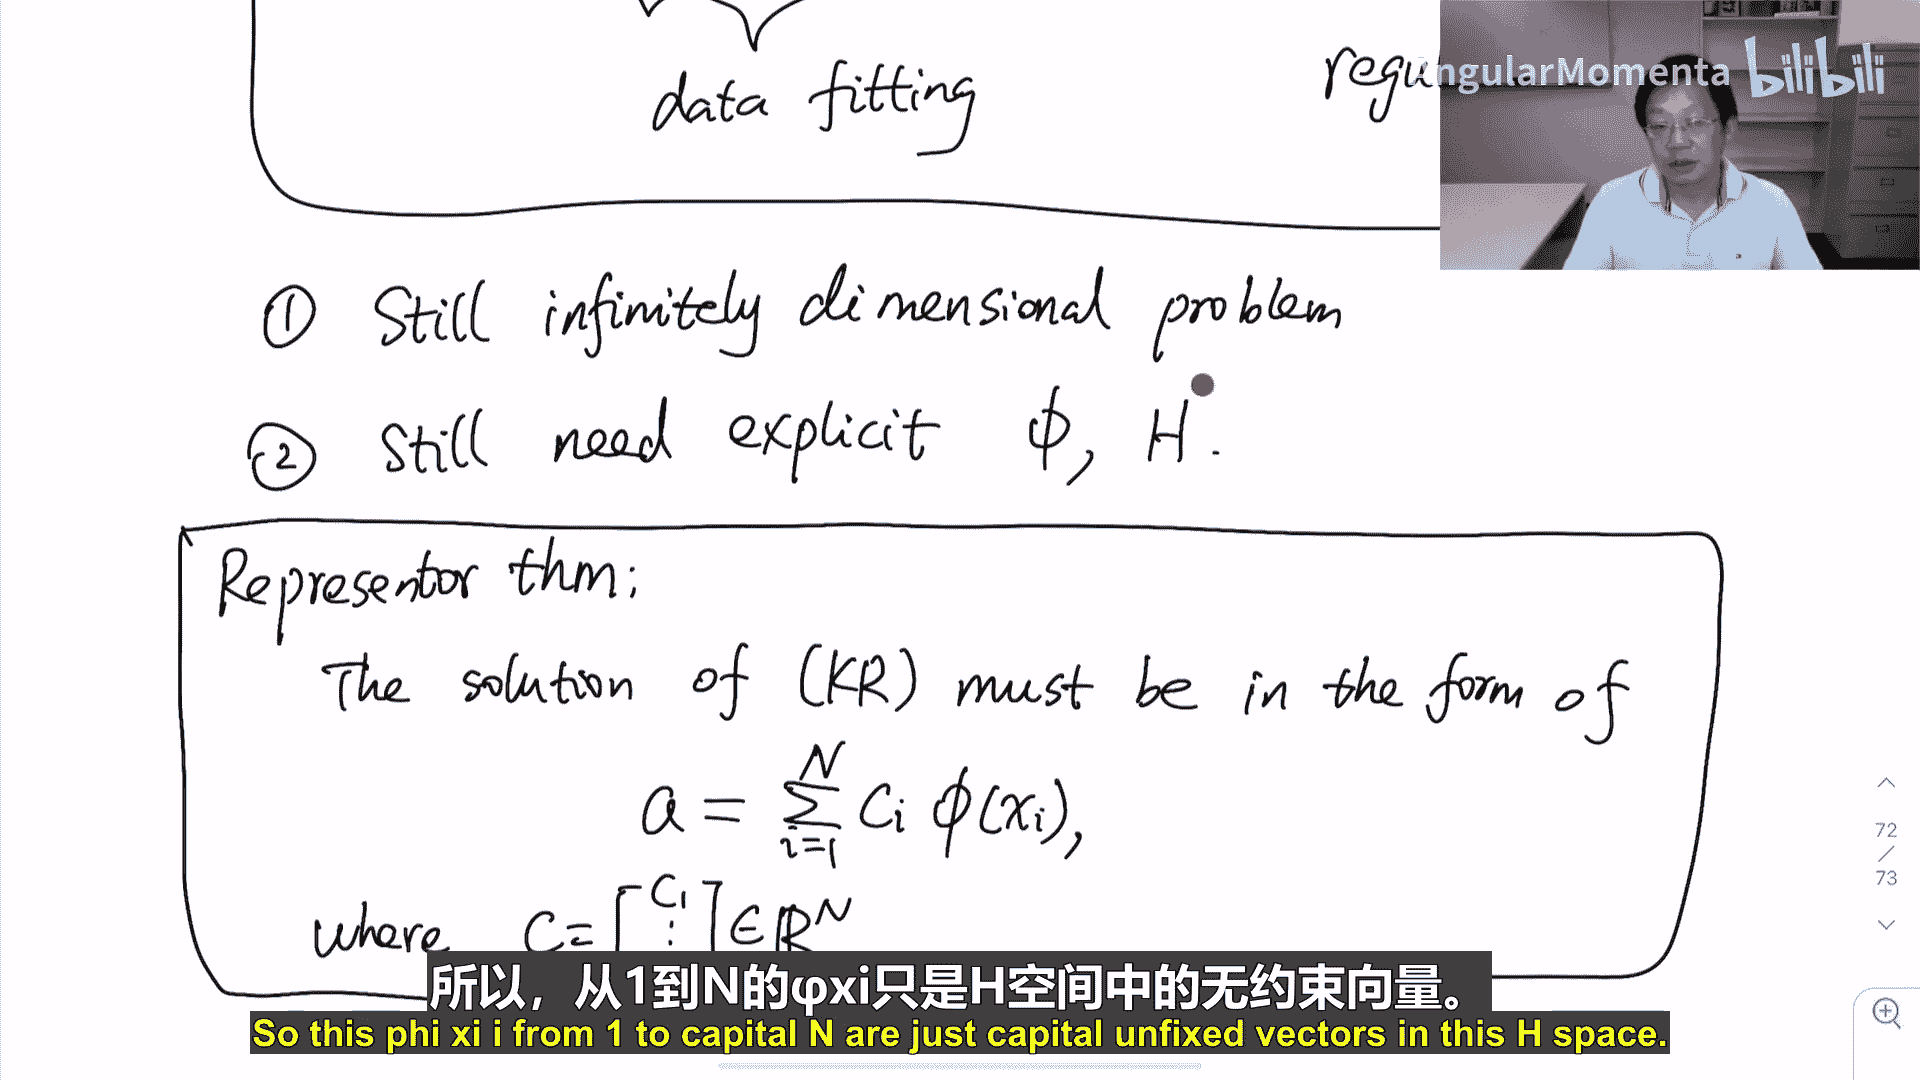 data fitting
regu
ngularMomenta bilibili
① Still infinitely dimensional problem
② Still need explicit ϕ, H.
Representor thm:
The solution of (KR) must be in the form of
a = \sum_{i=1}^{N} C_i ϕ(x_i),
where C = [C_1 ⋮ ] ∈ ℝ^N
72
/
73
所以，从1到N的φxi只是H空间中的无约束向量。
So this phi xi i from 1 to capital N are just capital unfixed vectors in this H space.